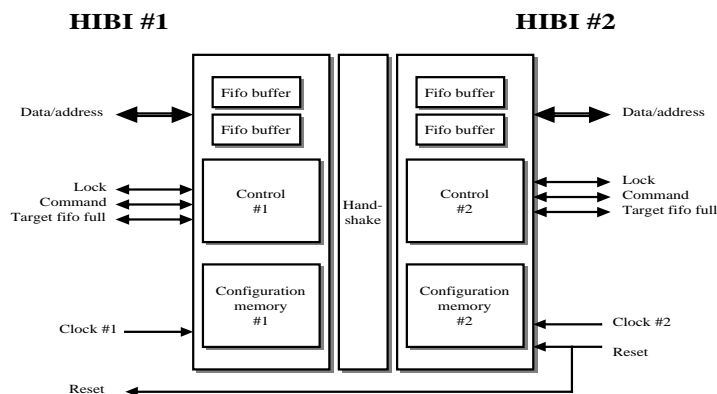 HIBI #1
HIBI #2
Fifo buffer
Fifo buffer
Data/address
Fifo buffer
Fifo buffer
Data/address
Lock
Command
Target fifo full
Control
#1
Hand-
shake
Control
#2
Lock
Command
Target fifo full
Configuration
memory
#1
Configuration
memory
#2
Clock #1
Clock #2
Reset
Reset